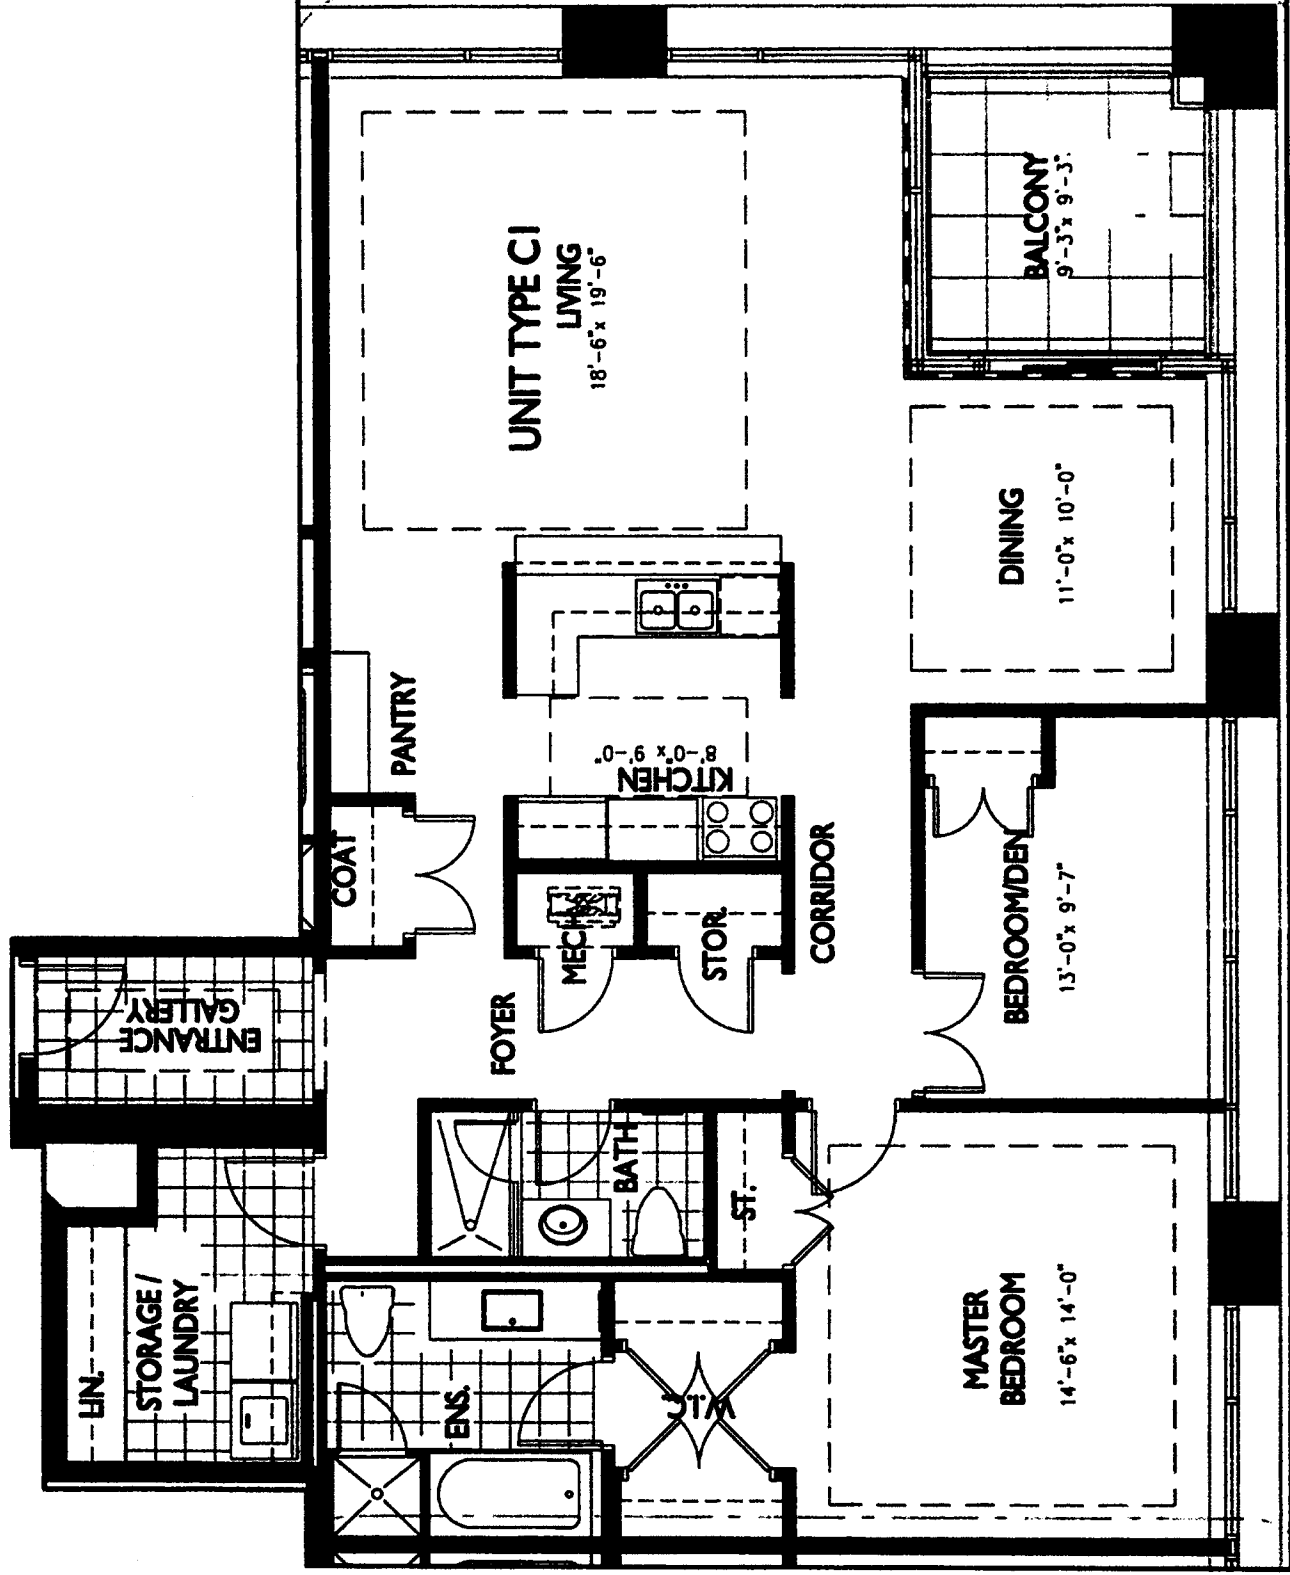 UNIT TYPE C1
LIVING
18'-6" x 19'-6"
BALCONY
9'-3" x 9'-3"
DINING
11'-0" x 10'-0"
PANTRY
KITCHEN
8'-0" x 9'-0"
COAT
MECH
STOR.
CORRIDOR
BEDROOM/DEN
13'-0" x 9'-7"
ENTRANCE
GALLERY
FOYER
BATH
ST.
LIN.
STORAGE /
LAUNDRY
ENS.
W.I.C
MASTER
BEDROOM
14'-6" x 14'-0"